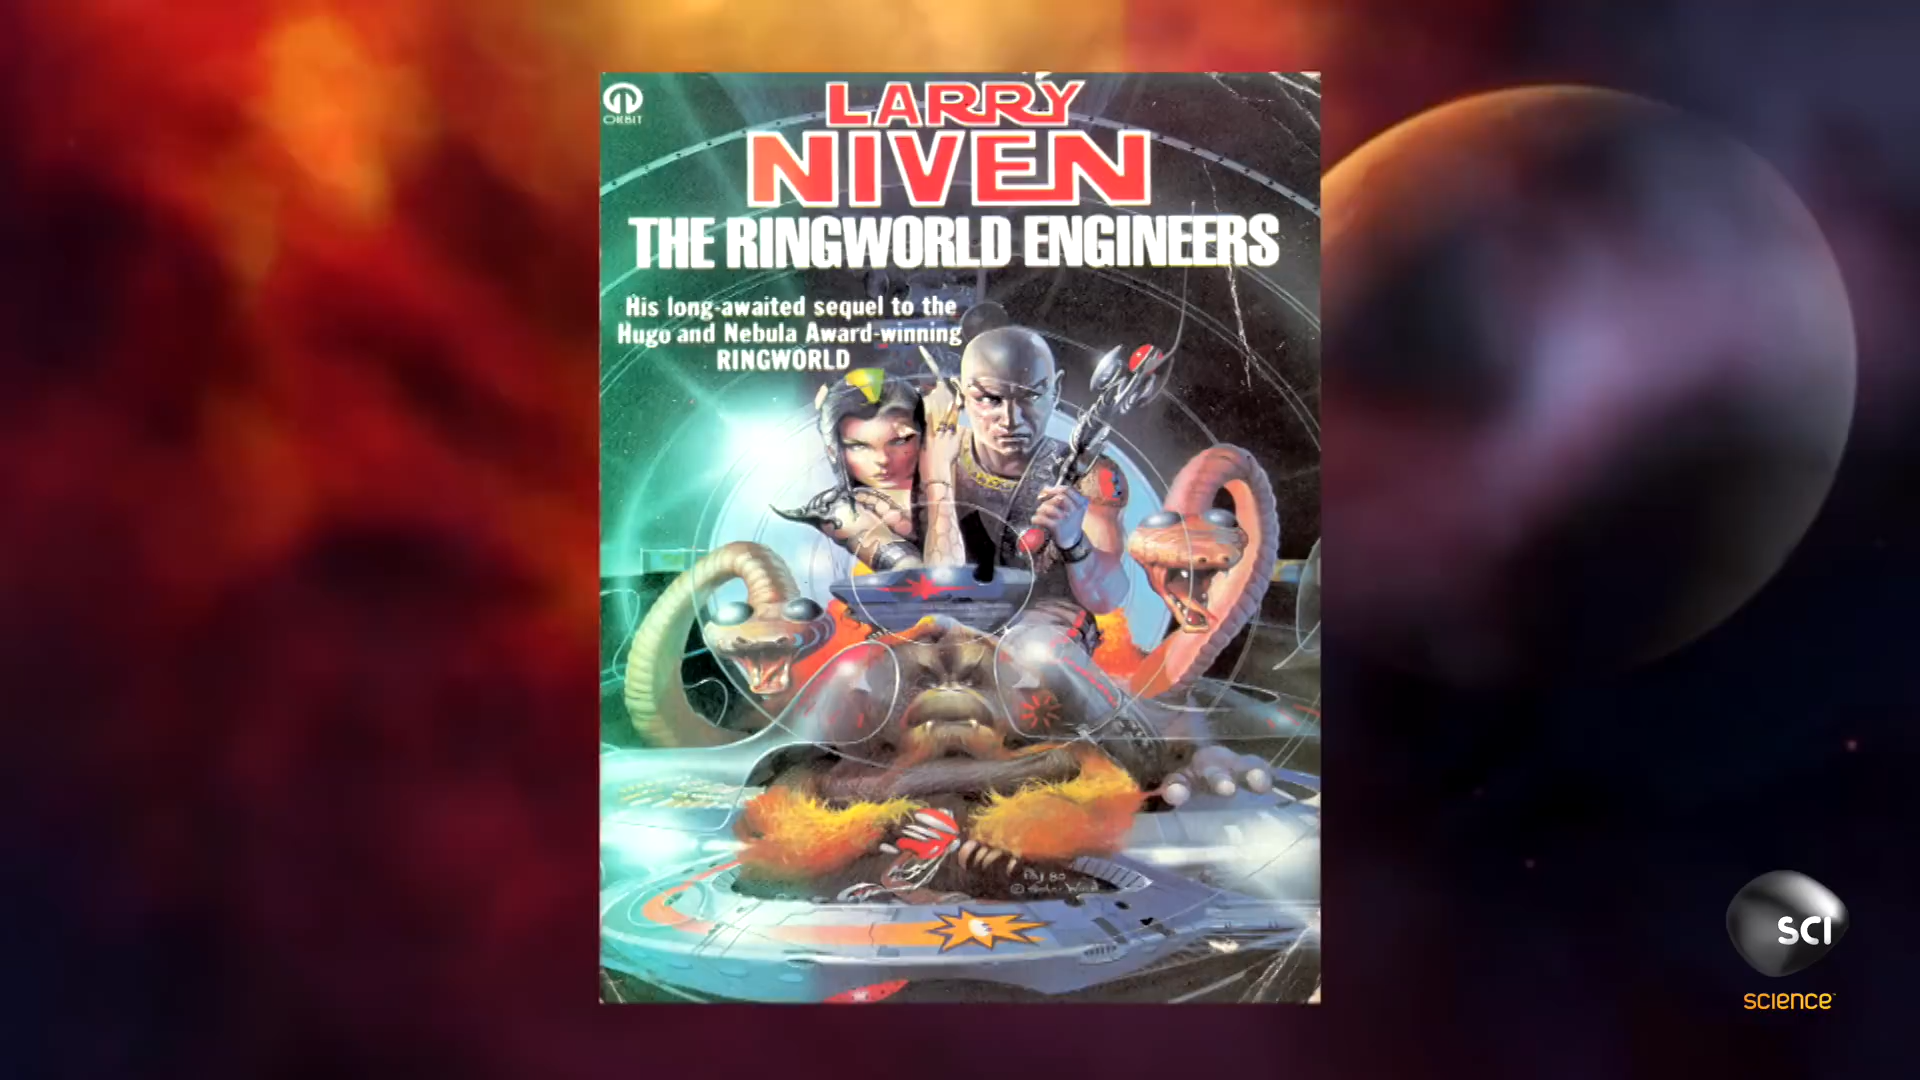 ORBIT
LARRY
NIVEN
THE RINGWORLD ENGINEERS
His long-awaited sequel to the
Hugo and Nebula Award-winning
RINGWORLD
SCI
science